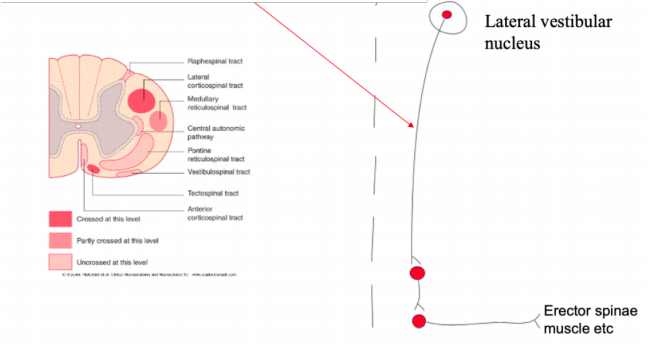 Lateral vestibular
nucleus
Raphespinal tract
Lateral
corticospinal tract
Medullary
reticulospinal tract
Central autonomic
pathway
Pontine
reticulospinal tract
Vestibulospinal tract
Tectospinal tract
Anterior
corticospinal tract
Crossed at this level
Partly crossed at this level
Uncrossed at this level
Erector spinae
muscle etc